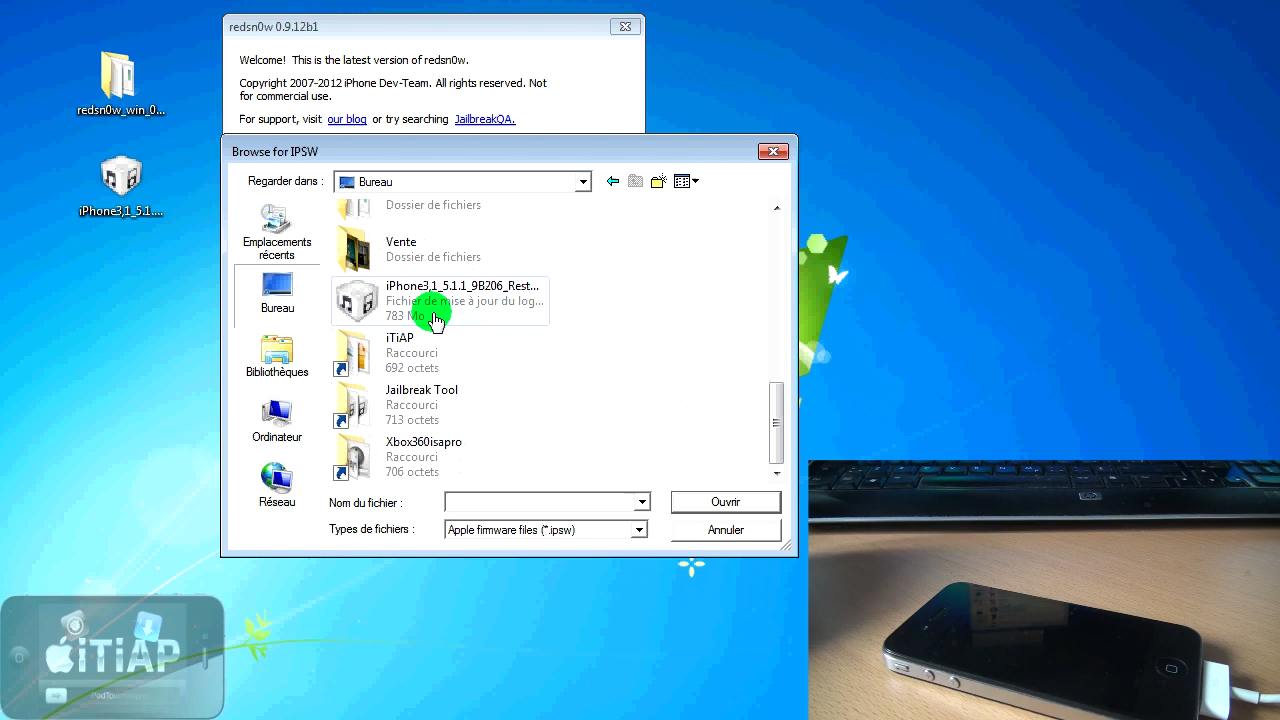 redsn0w 0.9.12b1
Welcome! This is the latest version of redsn0w.
Copyright 2007-2012 iPhone Dev-Team. All rights reserved. Not
for commercial use.
For support, visit our blog or try searching JailbreakQA.
redsn0w_win_0...
iPhone3,1_5.1....
Browse for IPSW
Regarder dans :
Bureau
Emplacements
récents
Bureau
Bibliothèques
Ordinateur
Réseau
Dossier de fichiers
Vente
Dossier de fichiers
iPhone3,1_5.1.1_9B206_Rest...
Fichier de mise à jour du log...
783 Mo
iTiAP
Raccourci
692 octets
Jailbreak Tool
Raccourci
713 octets
Xbox360isapro
Raccourci
706 octets
Nom du fichier :
Ouvrir
Types de fichiers :
Apple firmware files (*.ipsw)
Annuler
iTiAP
hp